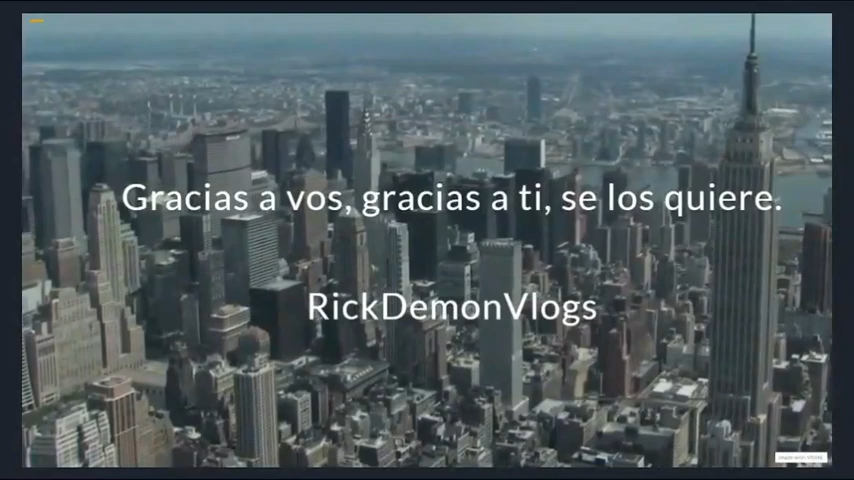 Gracias a vos, gracias a ti, se los quiere.
RickDemonVlogs